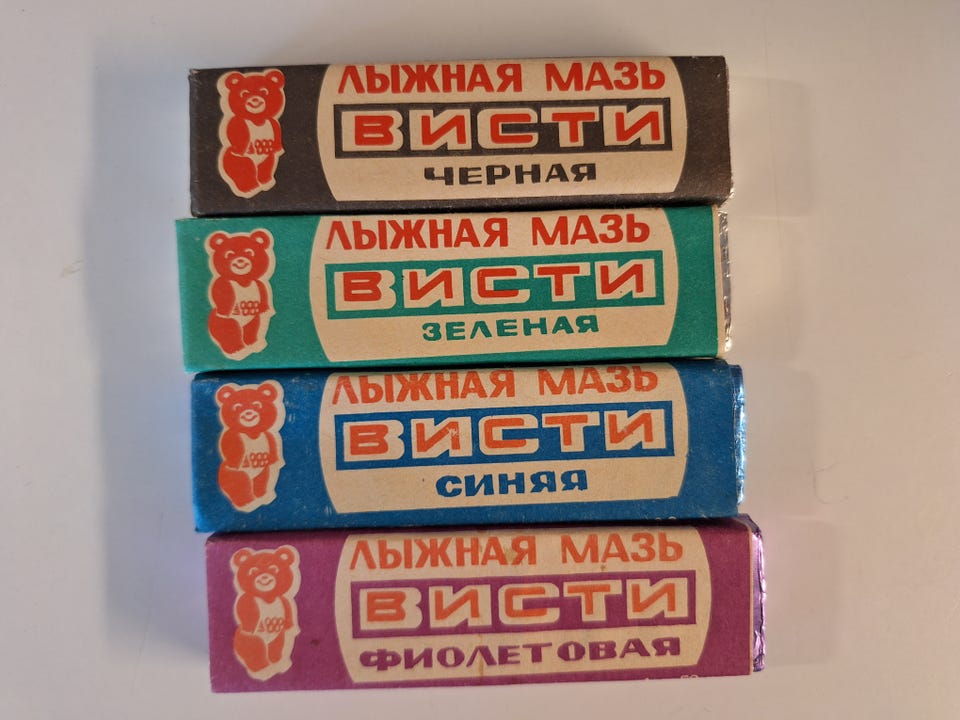 ЛЫЖНАЯ МАЗЬ
ВИСТИ
ЧЕРНАЯ
ЛЫЖНАЯ МАЗЬ
ВИСТИ
ЗЕЛЕНАЯ
ЛЫЖНАЯ МАЗЬ
ВИСТИ
СИНЯЯ
ЛЫЖНАЯ МАЗЬ
ВИСТИ
ФИОЛЕТОВАЯ